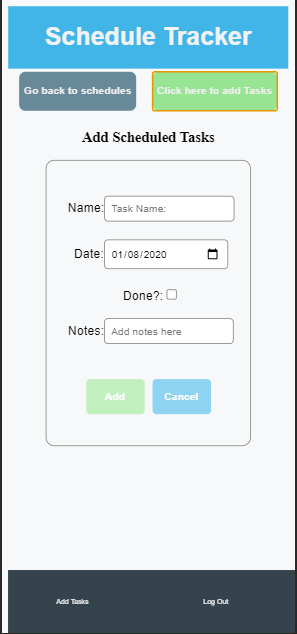 Schedule Tracker
Go back to schedules Click here to add Tasks
Add Scheduled Tasks
Name: Task Name:
Date: 01/08/2020
Done?:
Notes: Add notes here
Add Cancel
Add Tasks Log Out